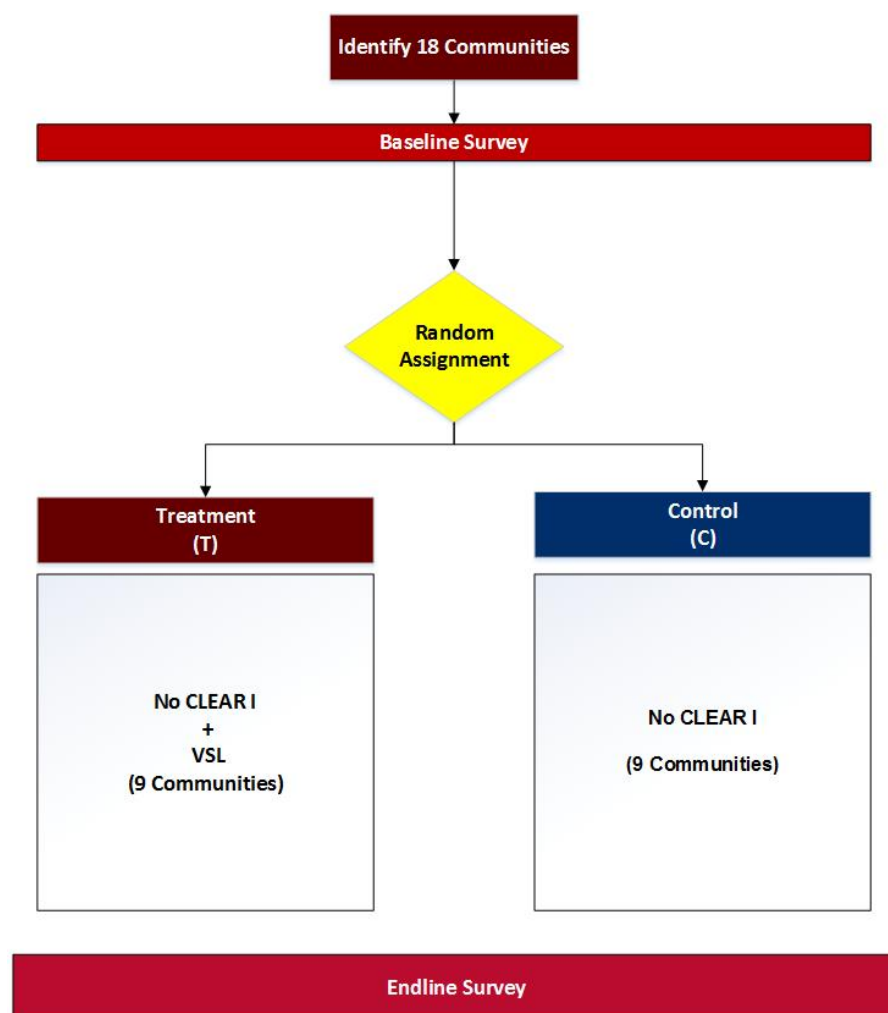 Identify 18 Communities
Baseline Survey
Random
Assignment
Treatment
(T)
Control
(C)
No CLEAR I
+
VSL
(9 Communities)
No CLEAR I
(9 Communities)
Endline Survey